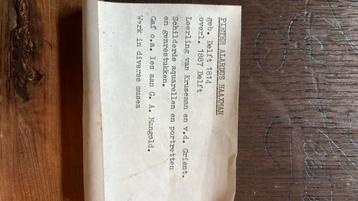 PIETER ALARDUS HAAXMAN
geb. Delft 1814
overl. 1887 Delft
Leerling van Kruseman en v.d. Grient.
Schilderde aquarellen en portretten
en genrestukken.
Gaf o.a. les aan G. A. Mangold.
Werk in diverse musea